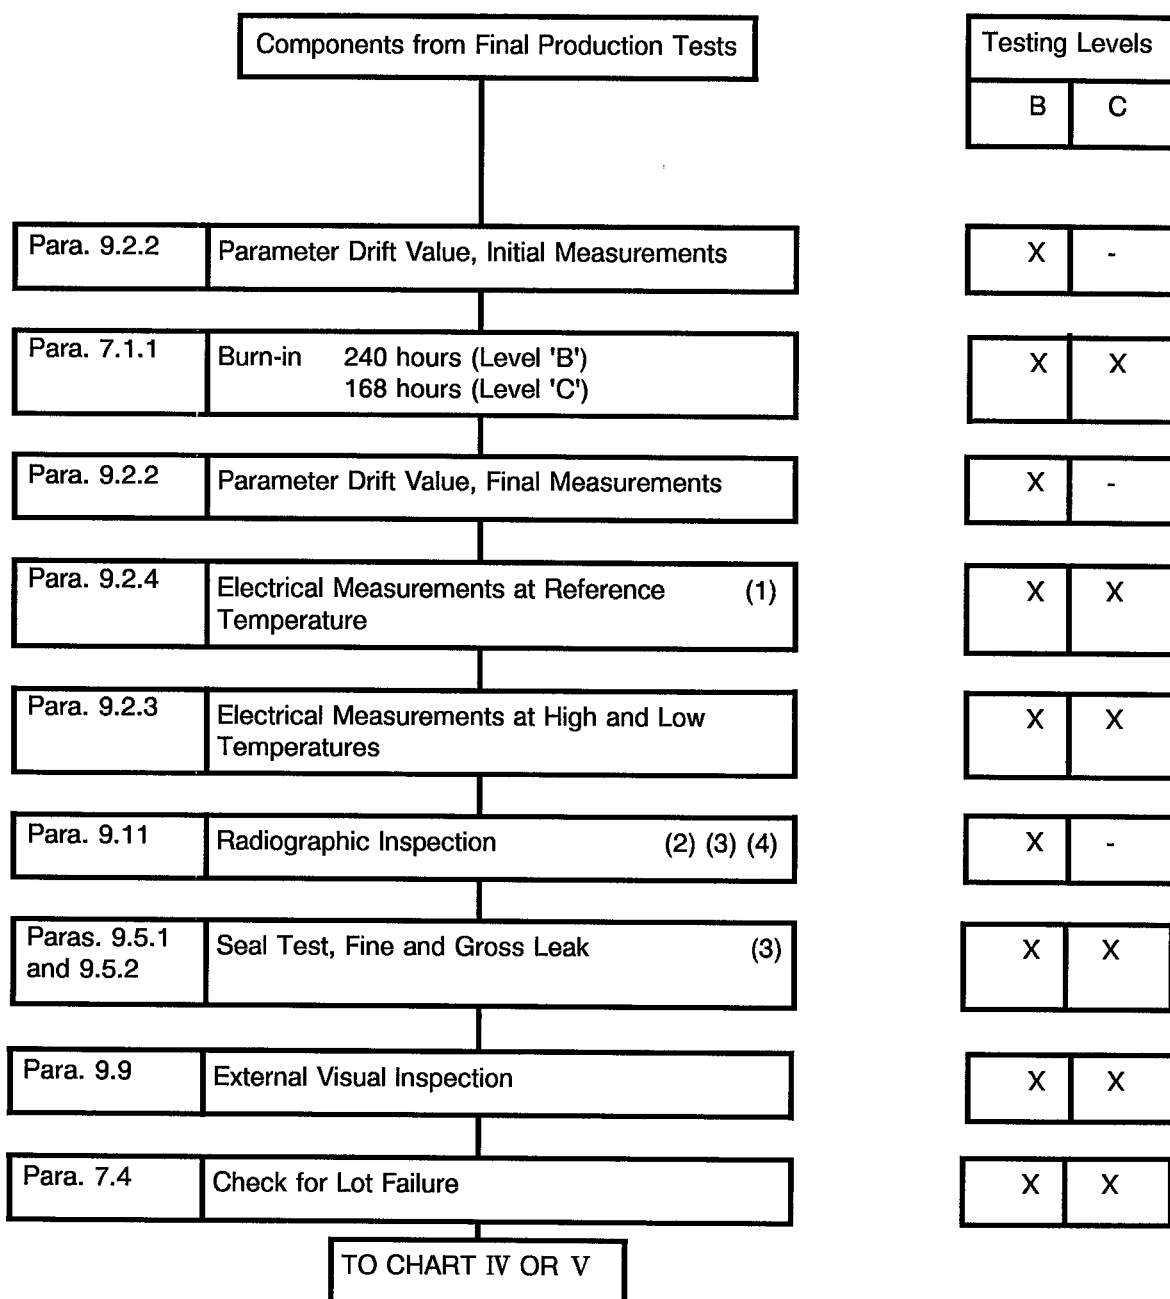 Components from Final Production Tests
Testing Levels
B C
Para. 9.2.2 Parameter Drift Value, Initial Measurements X -
Para. 7.1.1 Burn-in 240 hours (Level 'B') X X
168 hours (Level 'C')
Para. 9.2.2 Parameter Drift Value, Final Measurements X -
Para. 9.2.4 Electrical Measurements at Reference (1) X X
Temperature
Para. 9.2.3 Electrical Measurements at High and Low X X
Temperatures
Para. 9.11 Radiographic Inspection (2) (3) (4) X -
Paras. 9.5.1 Seal Test, Fine and Gross Leak (3) X X
and 9.5.2
Para. 9.9 External Visual Inspection X X
Para. 7.4 Check for Lot Failure X X
TO CHART IV OR V